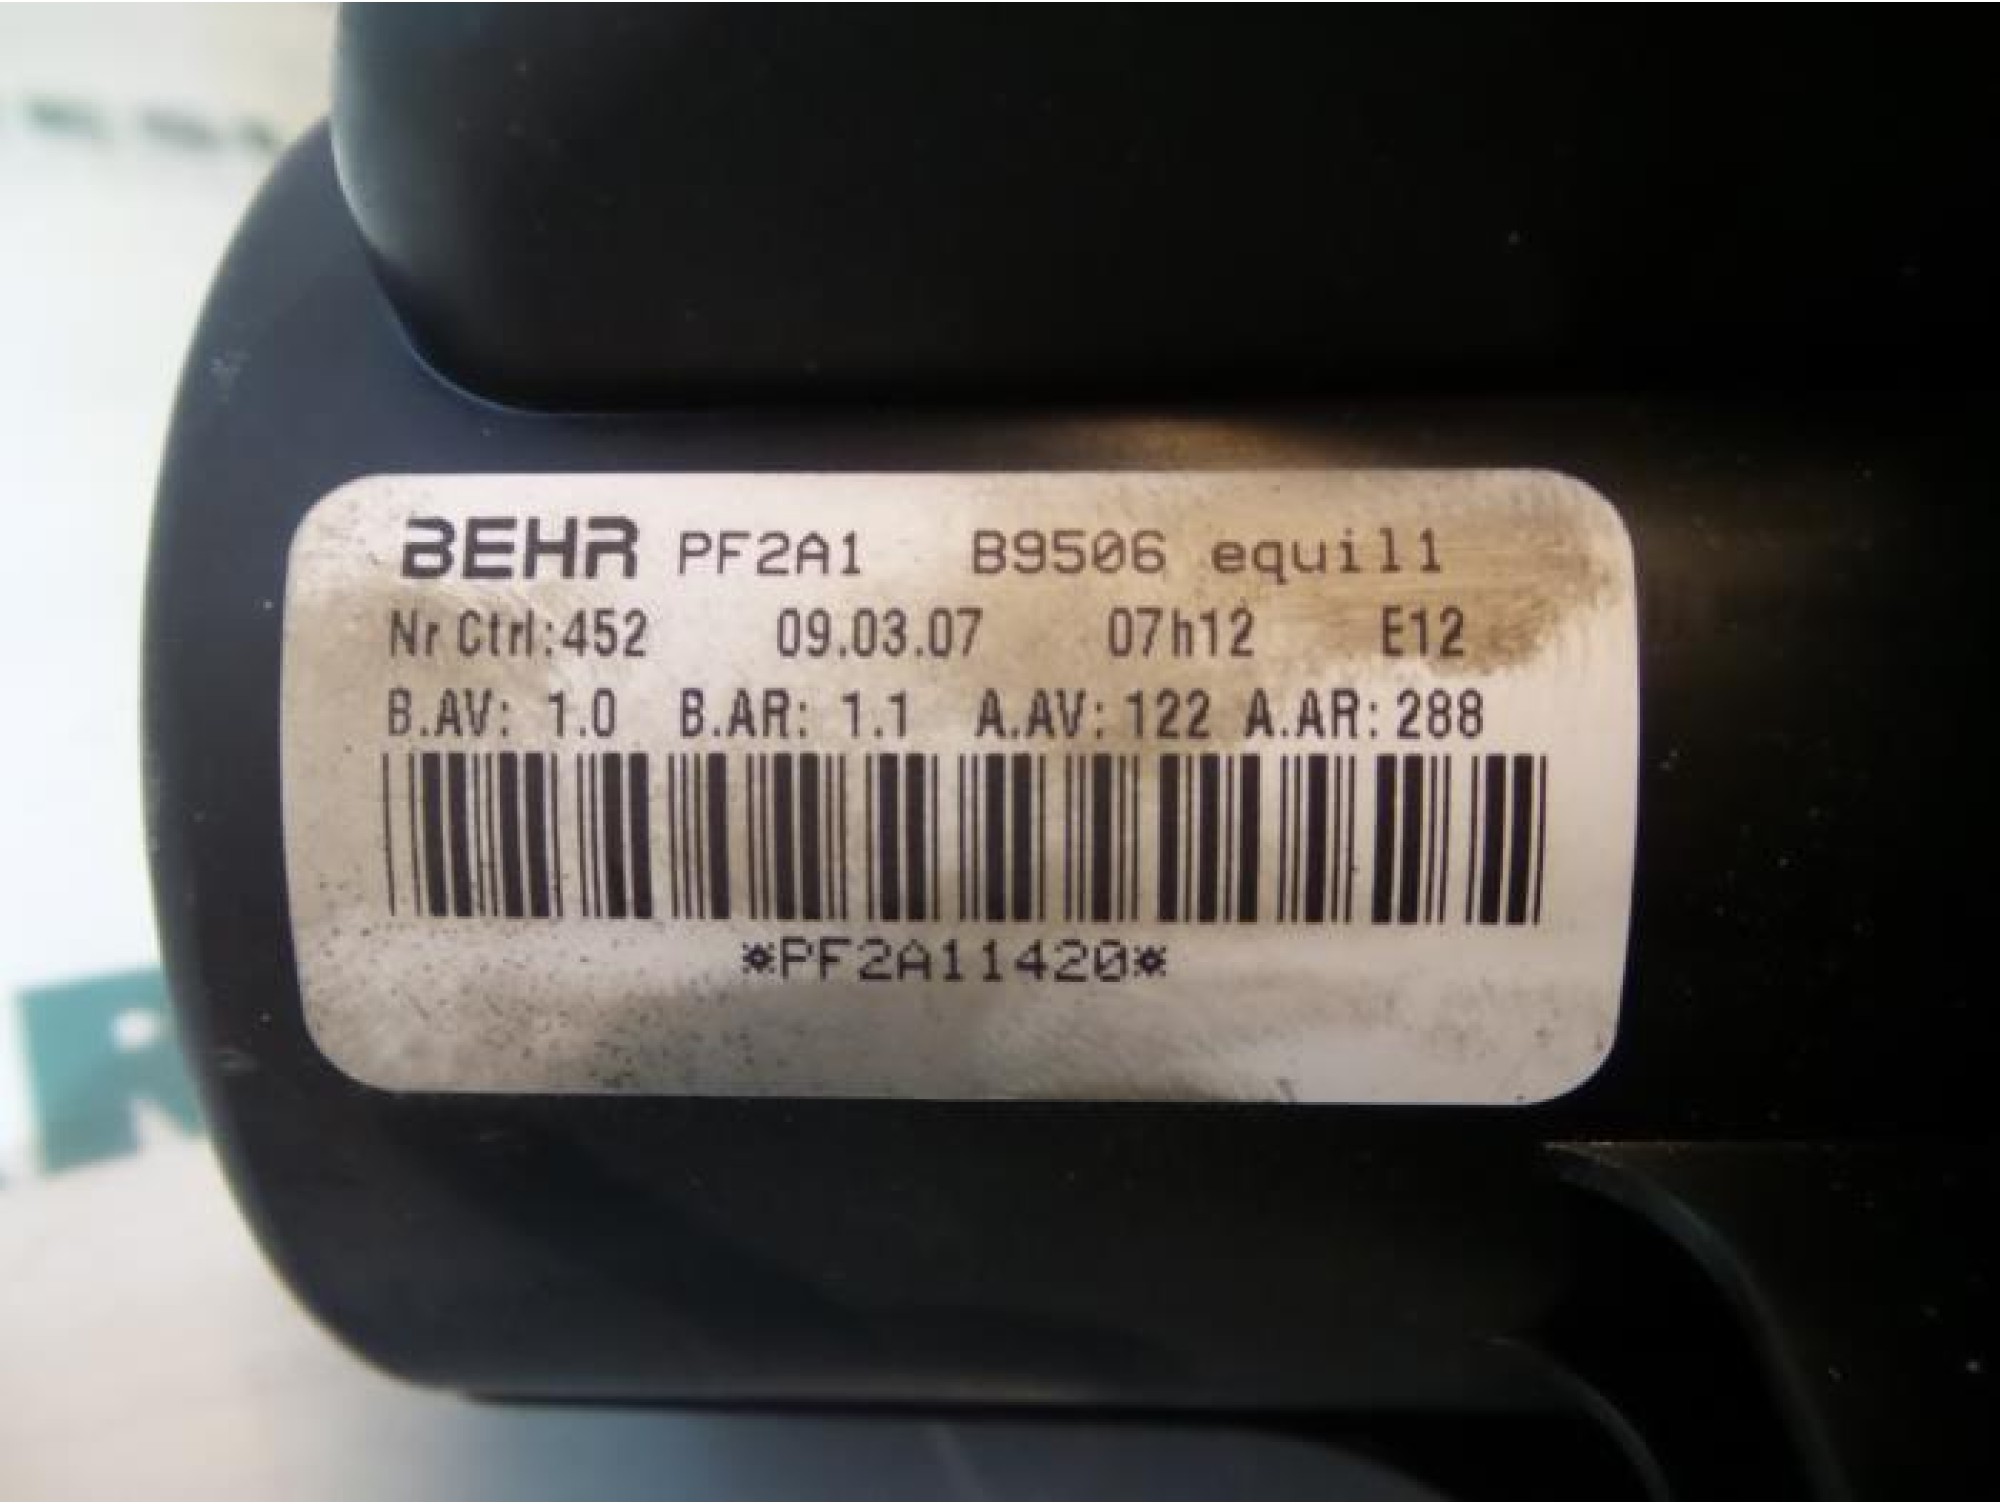 BEHR PF2A1 B9506 equil1
Nr Ctrl:452 09.03.07 07h12 E12
B.AV: 1.0 B.AR: 1.1 A.AV:122 A.AR:288
*PF2A11420*
R